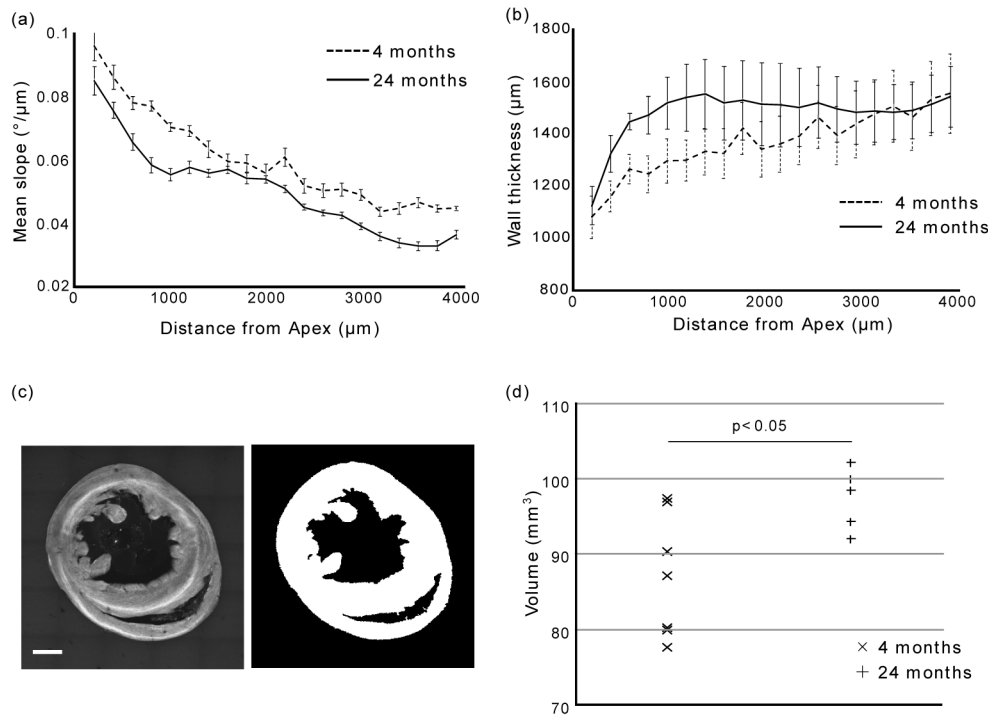 (a)
0.1
0.08
0.06
0.04
0.02
Mean slope (°/µm)
4 months
24 months
0
1000
2000
3000
4000
Distance from Apex (µm)
(b)
1800
1600
1400
1200
1000
800
Wall thickness (µm)
4 months
24 months
0
1000
2000
3000
4000
Distance from Apex (µm)
(c)
(d)
110
100
90
80
70
Volume (mm³)
p<0.05
4 months
24 months